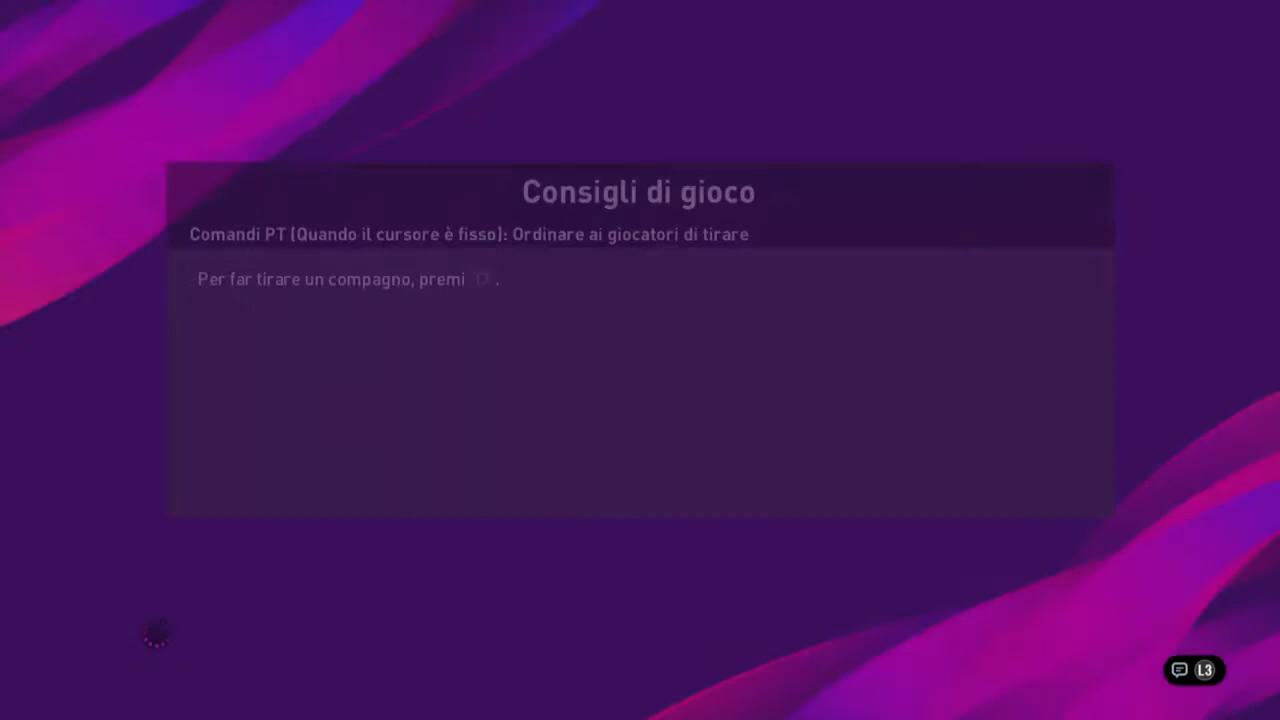 Consigli di gioco
Comandi PT (Quando il cursore è fisso): Ordinare ai giocatori di tirare
Per far tirare un compagno, premi □ .
L3